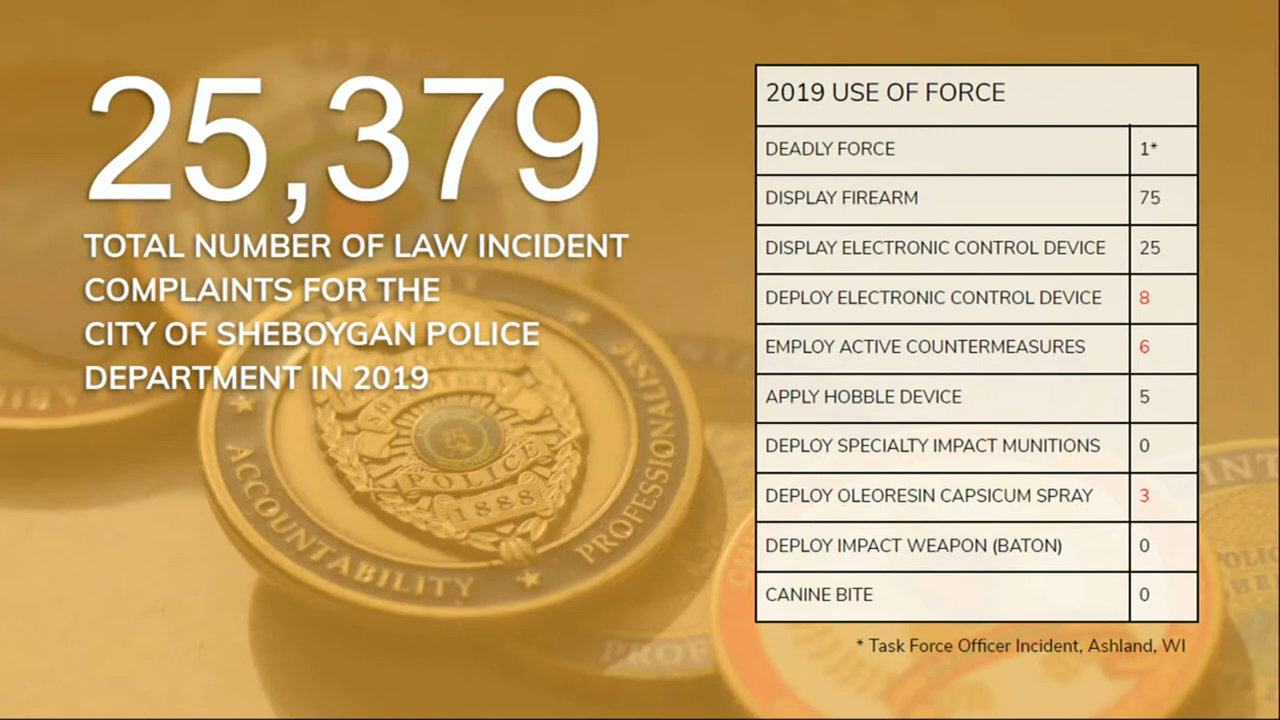 25,379
TOTAL NUMBER OF LAW INCIDENT
COMPLAINTS FOR THE
CITY OF SHEBOYGAN POLICE
DEPARTMENT IN 2019
2019 USE OF FORCE
DEADLY FORCE 1*
DISPLAY FIREARM 75
DISPLAY ELECTRONIC CONTROL DEVICE 25
DEPLOY ELECTRONIC CONTROL DEVICE 8
EMPLOY ACTIVE COUNTERMEASURES 6
APPLY HOBBLE DEVICE 5
DEPLOY SPECIALTY IMPACT MUNITIONS 0
DEPLOY OLEORESIN CAPSICUM SPRAY 3
DEPLOY IMPACT WEAPON (BATON) 0
CANINE BITE 0
* Task Force Officer Incident, Ashland, WI
ACCOUNTABILITY
PROFESSIONALISM
POLICE
1888